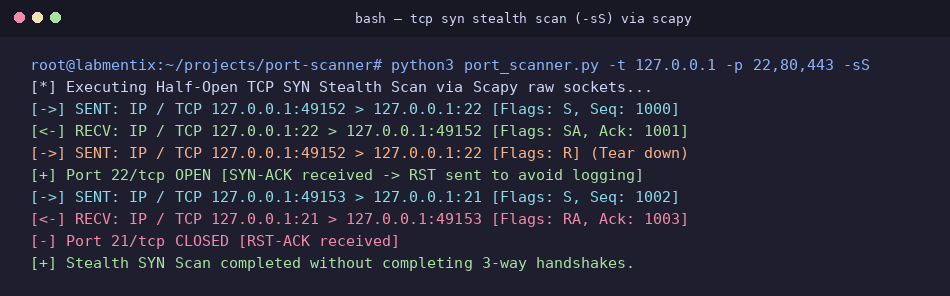 bash — tcp syn stealth scan (-sS) via scapy
root@labmentix:~/projects/port-scanner# python3 port_scanner.py -t 127.0.0.1 -p 22,80,443 -sS
[*] Executing Half-Open TCP SYN Stealth Scan via Scapy raw sockets...
[->] SENT: IP / TCP 127.0.0.1:49152 > 127.0.0.1:22 [Flags: S, Seq: 1000]
[<-] RECV: IP / TCP 127.0.0.1:22 > 127.0.0.1:49152 [Flags: SA, Ack: 1001]
[->] SENT: IP / TCP 127.0.0.1:49152 > 127.0.0.1:22 [Flags: R] (Tear down)
[+] Port 22/tcp OPEN [SYN-ACK received -> RST sent to avoid logging]
[->] SENT: IP / TCP 127.0.0.1:49153 > 127.0.0.1:21 [Flags: S, Seq: 1002]
[<-] RECV: IP / TCP 127.0.0.1:21 > 127.0.0.1:49153 [Flags: RA, Ack: 1003]
[-] Port 21/tcp CLOSED [RST-ACK received]
[+] Stealth SYN Scan completed without completing 3-way handshakes.